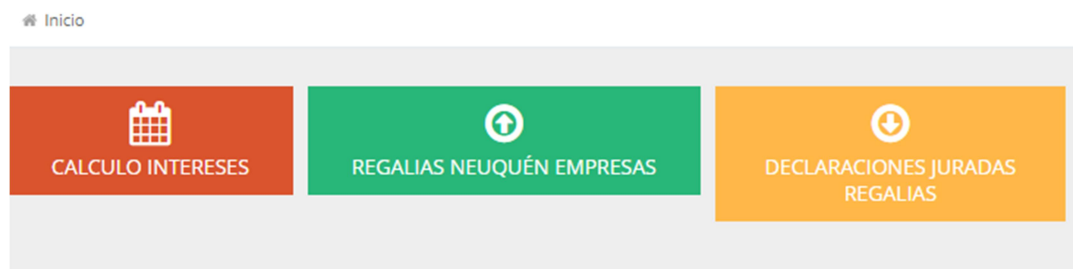 Inicio
CALCULO INTERESES
REGALIAS NEUQUÉN EMPRESAS
DECLARACIONES JURADAS
REGALIAS